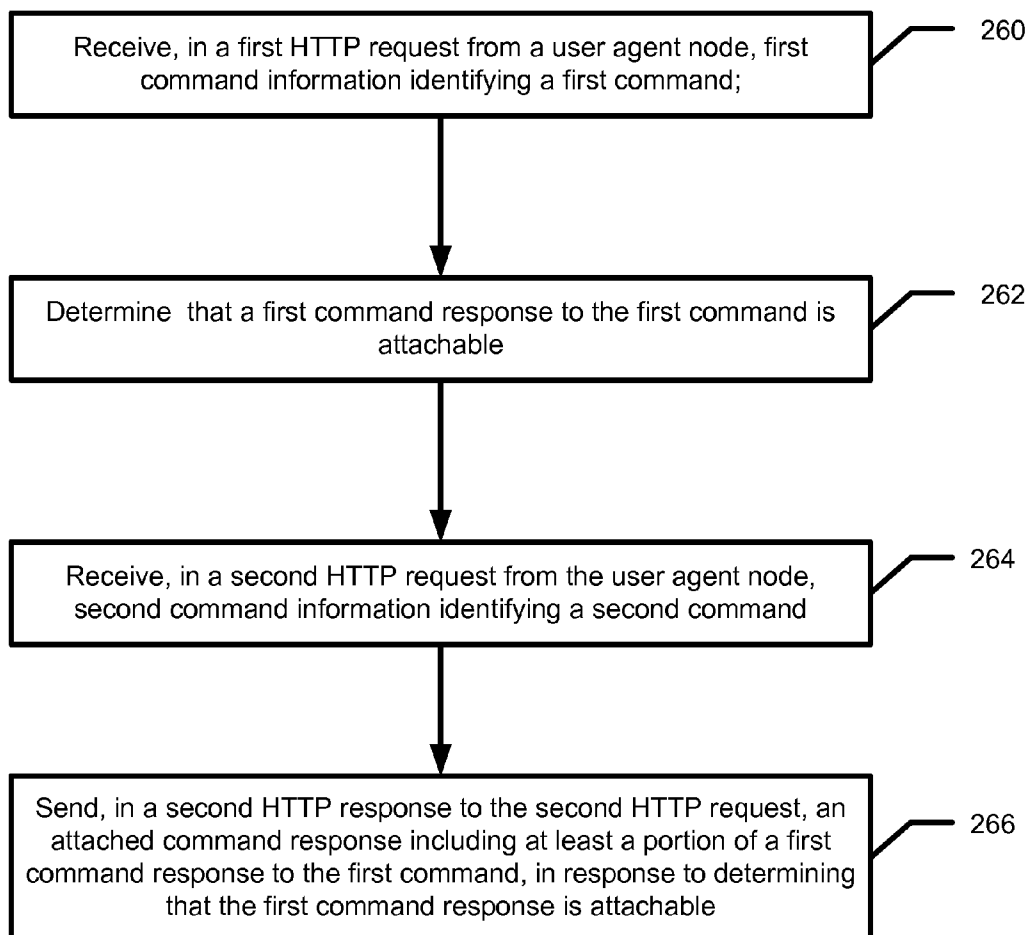 Receive, in a first HTTP request from a user agent node, first
command information identifying a first command;
260
Determine  that a first command response to the first command is
attachable
262
Receive, in a second HTTP request from the user agent node,
second command information identifying a second command
264
Send, in a second HTTP response to the second HTTP request, an
attached command response including at least a portion of a first
command response to the first command, in response to determining
that the first command response is attachable
266